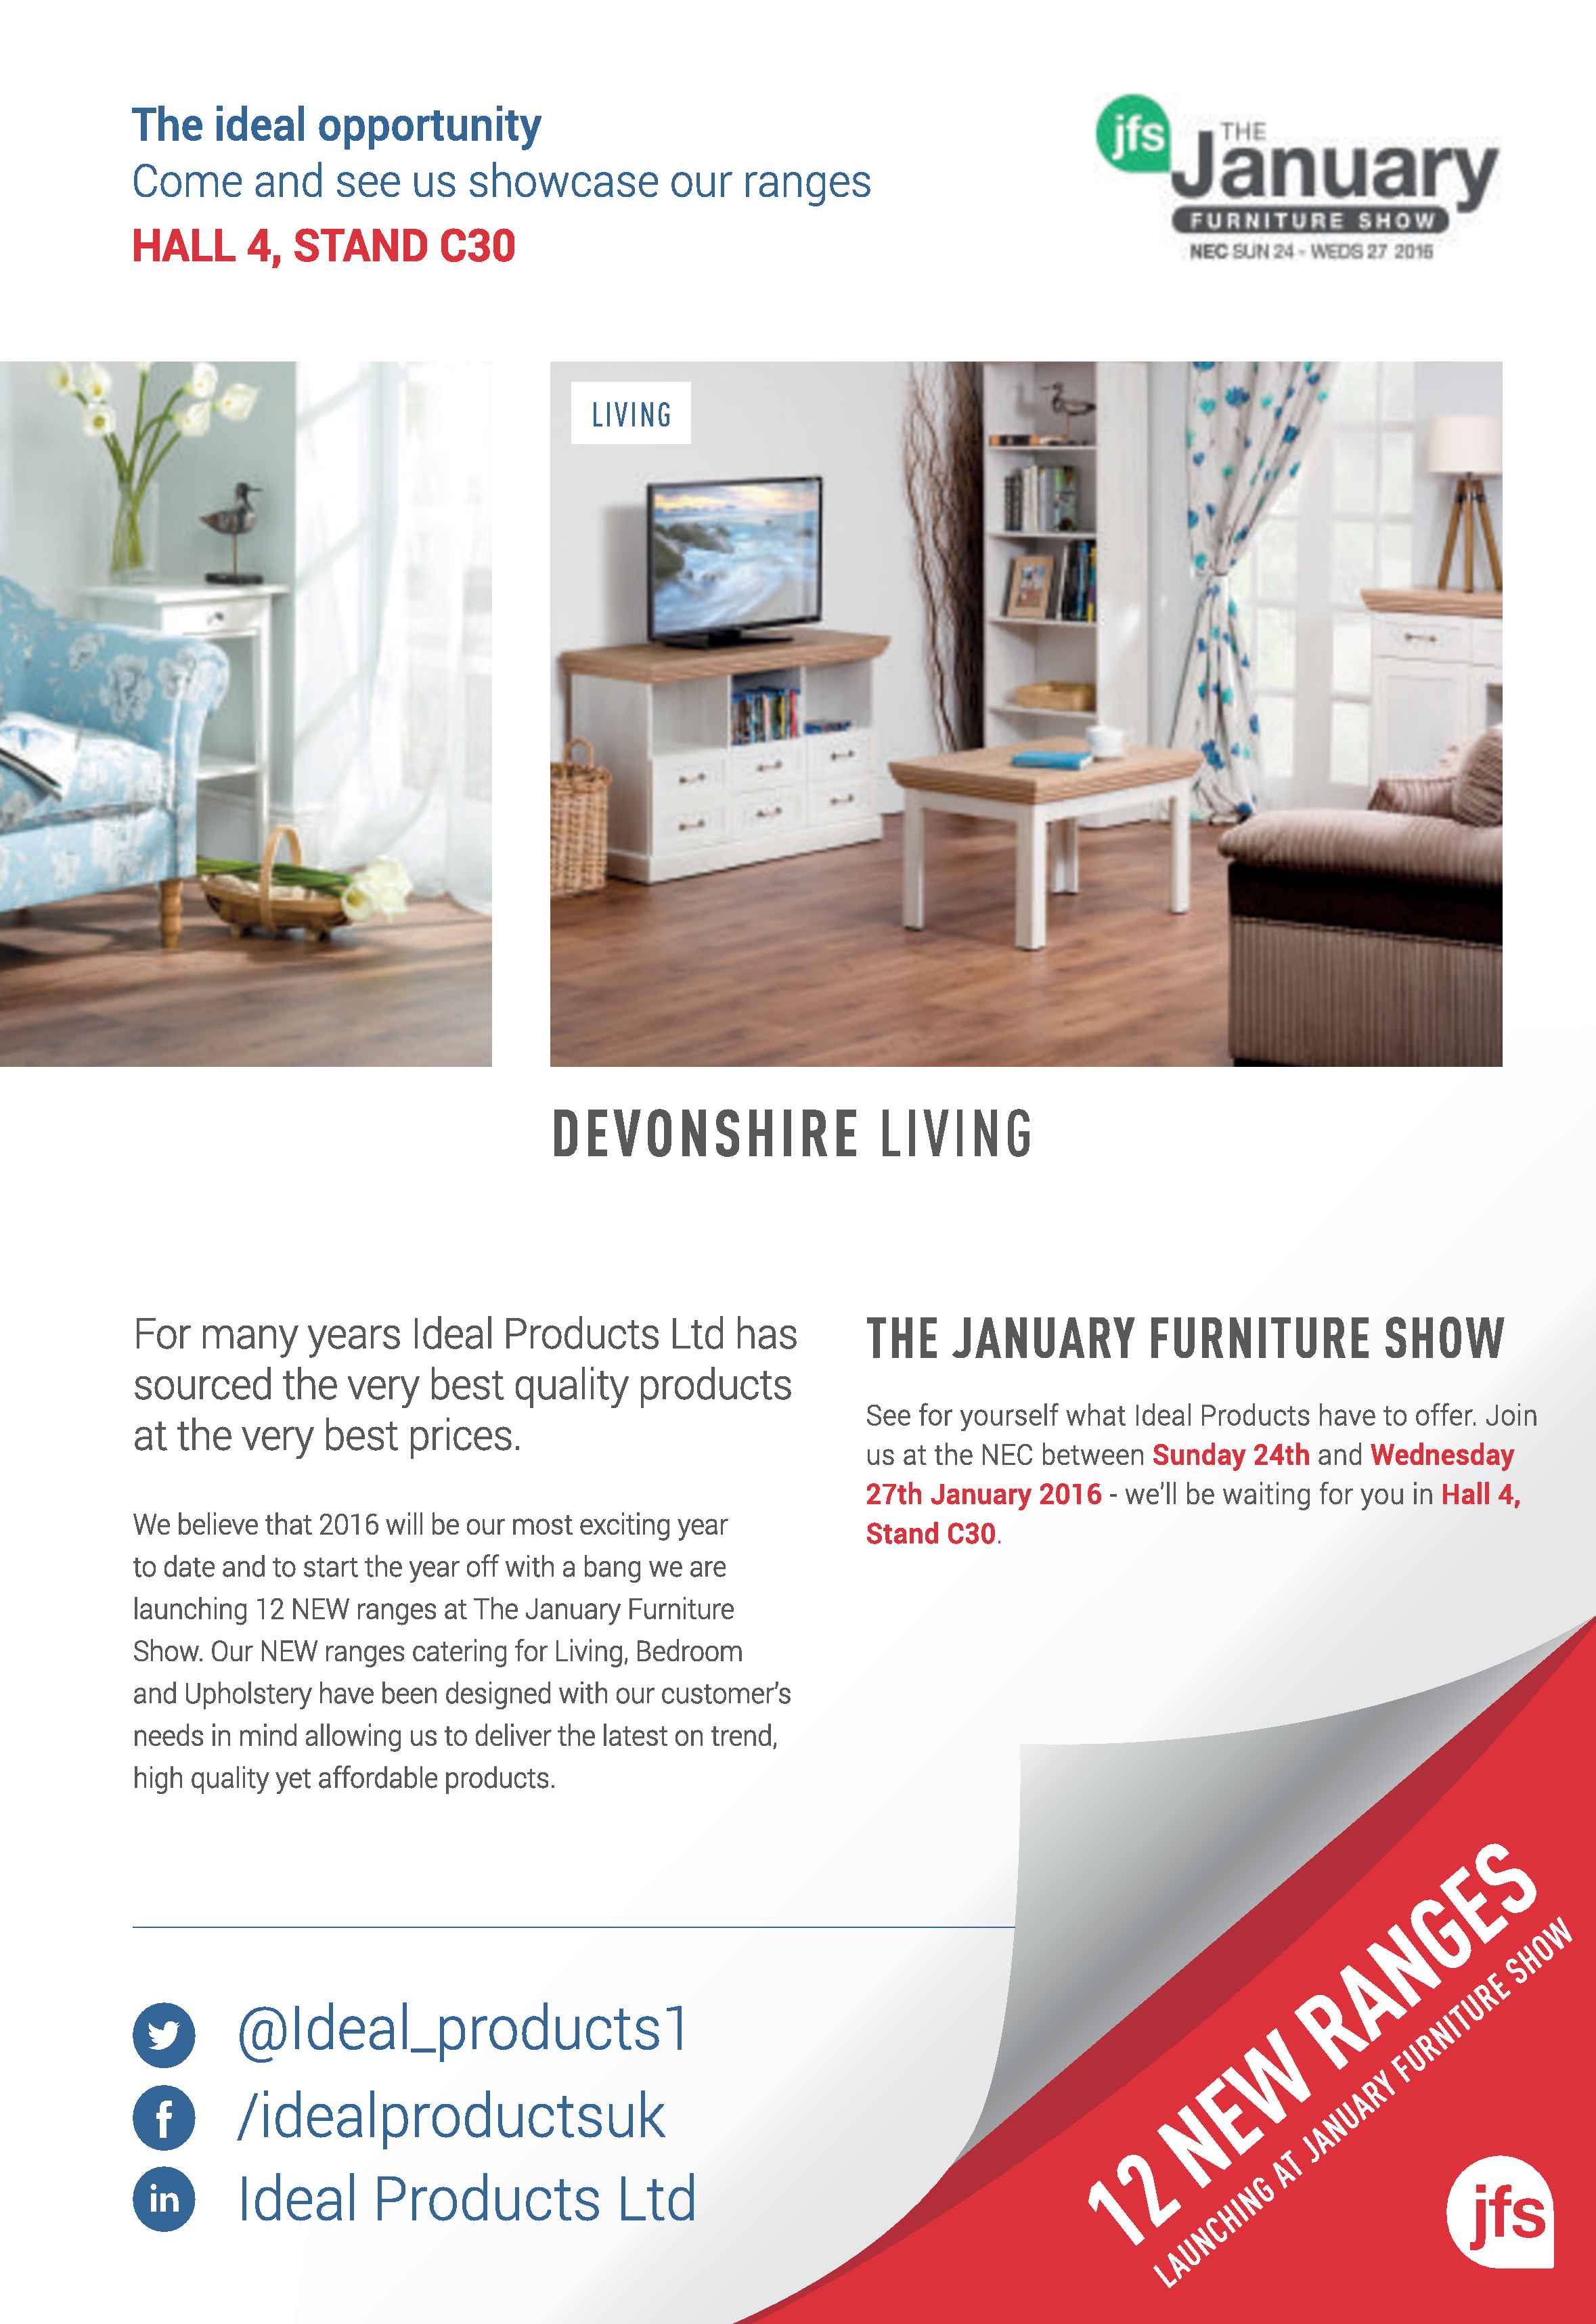 The ideal opportunity
Come and see us showcase our ranges
HALL 4, STAND C30
jfs
THE
January
FURNITURE SHOW
NEC SUN 24 - WEDS 27 2016
LIVING
DEVONSHIRE LIVING
For many years Ideal Products Ltd has
sourced the very best quality products
at the very best prices.
We believe that 2016 will be our most exciting year
to date and to start the year off with a bang we are
launching 12 NEW ranges at The January Furniture
Show. Our NEW ranges catering for Living, Bedroom
and Upholstery have been designed with our customer's
needs in mind allowing us to deliver the latest on trend,
high quality yet affordable products.
THE JANUARY FURNITURE SHOW
See for yourself what Ideal Products have to offer. Join
us at the NEC between Sunday 24th and Wednesday
27th January 2016 - we'll be waiting for you in Hall 4,
Stand C30.
@Ideal_products1
f
/idealproductsuk
in
Ideal Products Ltd
12 NEW RANGES
LAUNCHING AT JANUARY FURNITURE SHOW
jfs